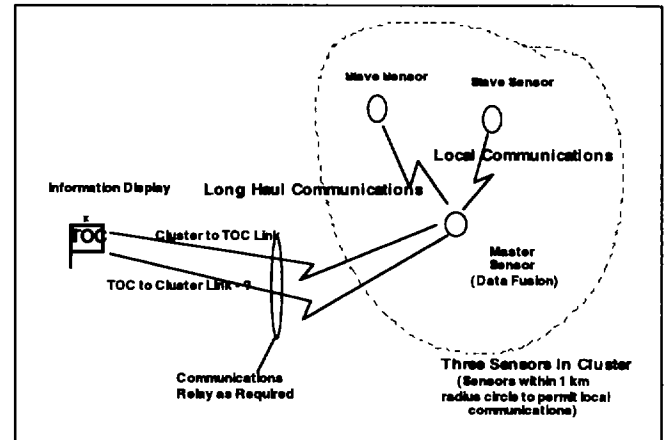 Slave Sensor
Slave Sensor
Local Communications
Information Display
Long Haul Communications
x
TOC
Cluster to TOC Link
Master
Sensor
(Data Fusion)
TOC to Cluster Link - ?
Three Sensors In Cluster
(Sensors within 1 km
radius circle to permit local
communications)
Communications
Relay as Required